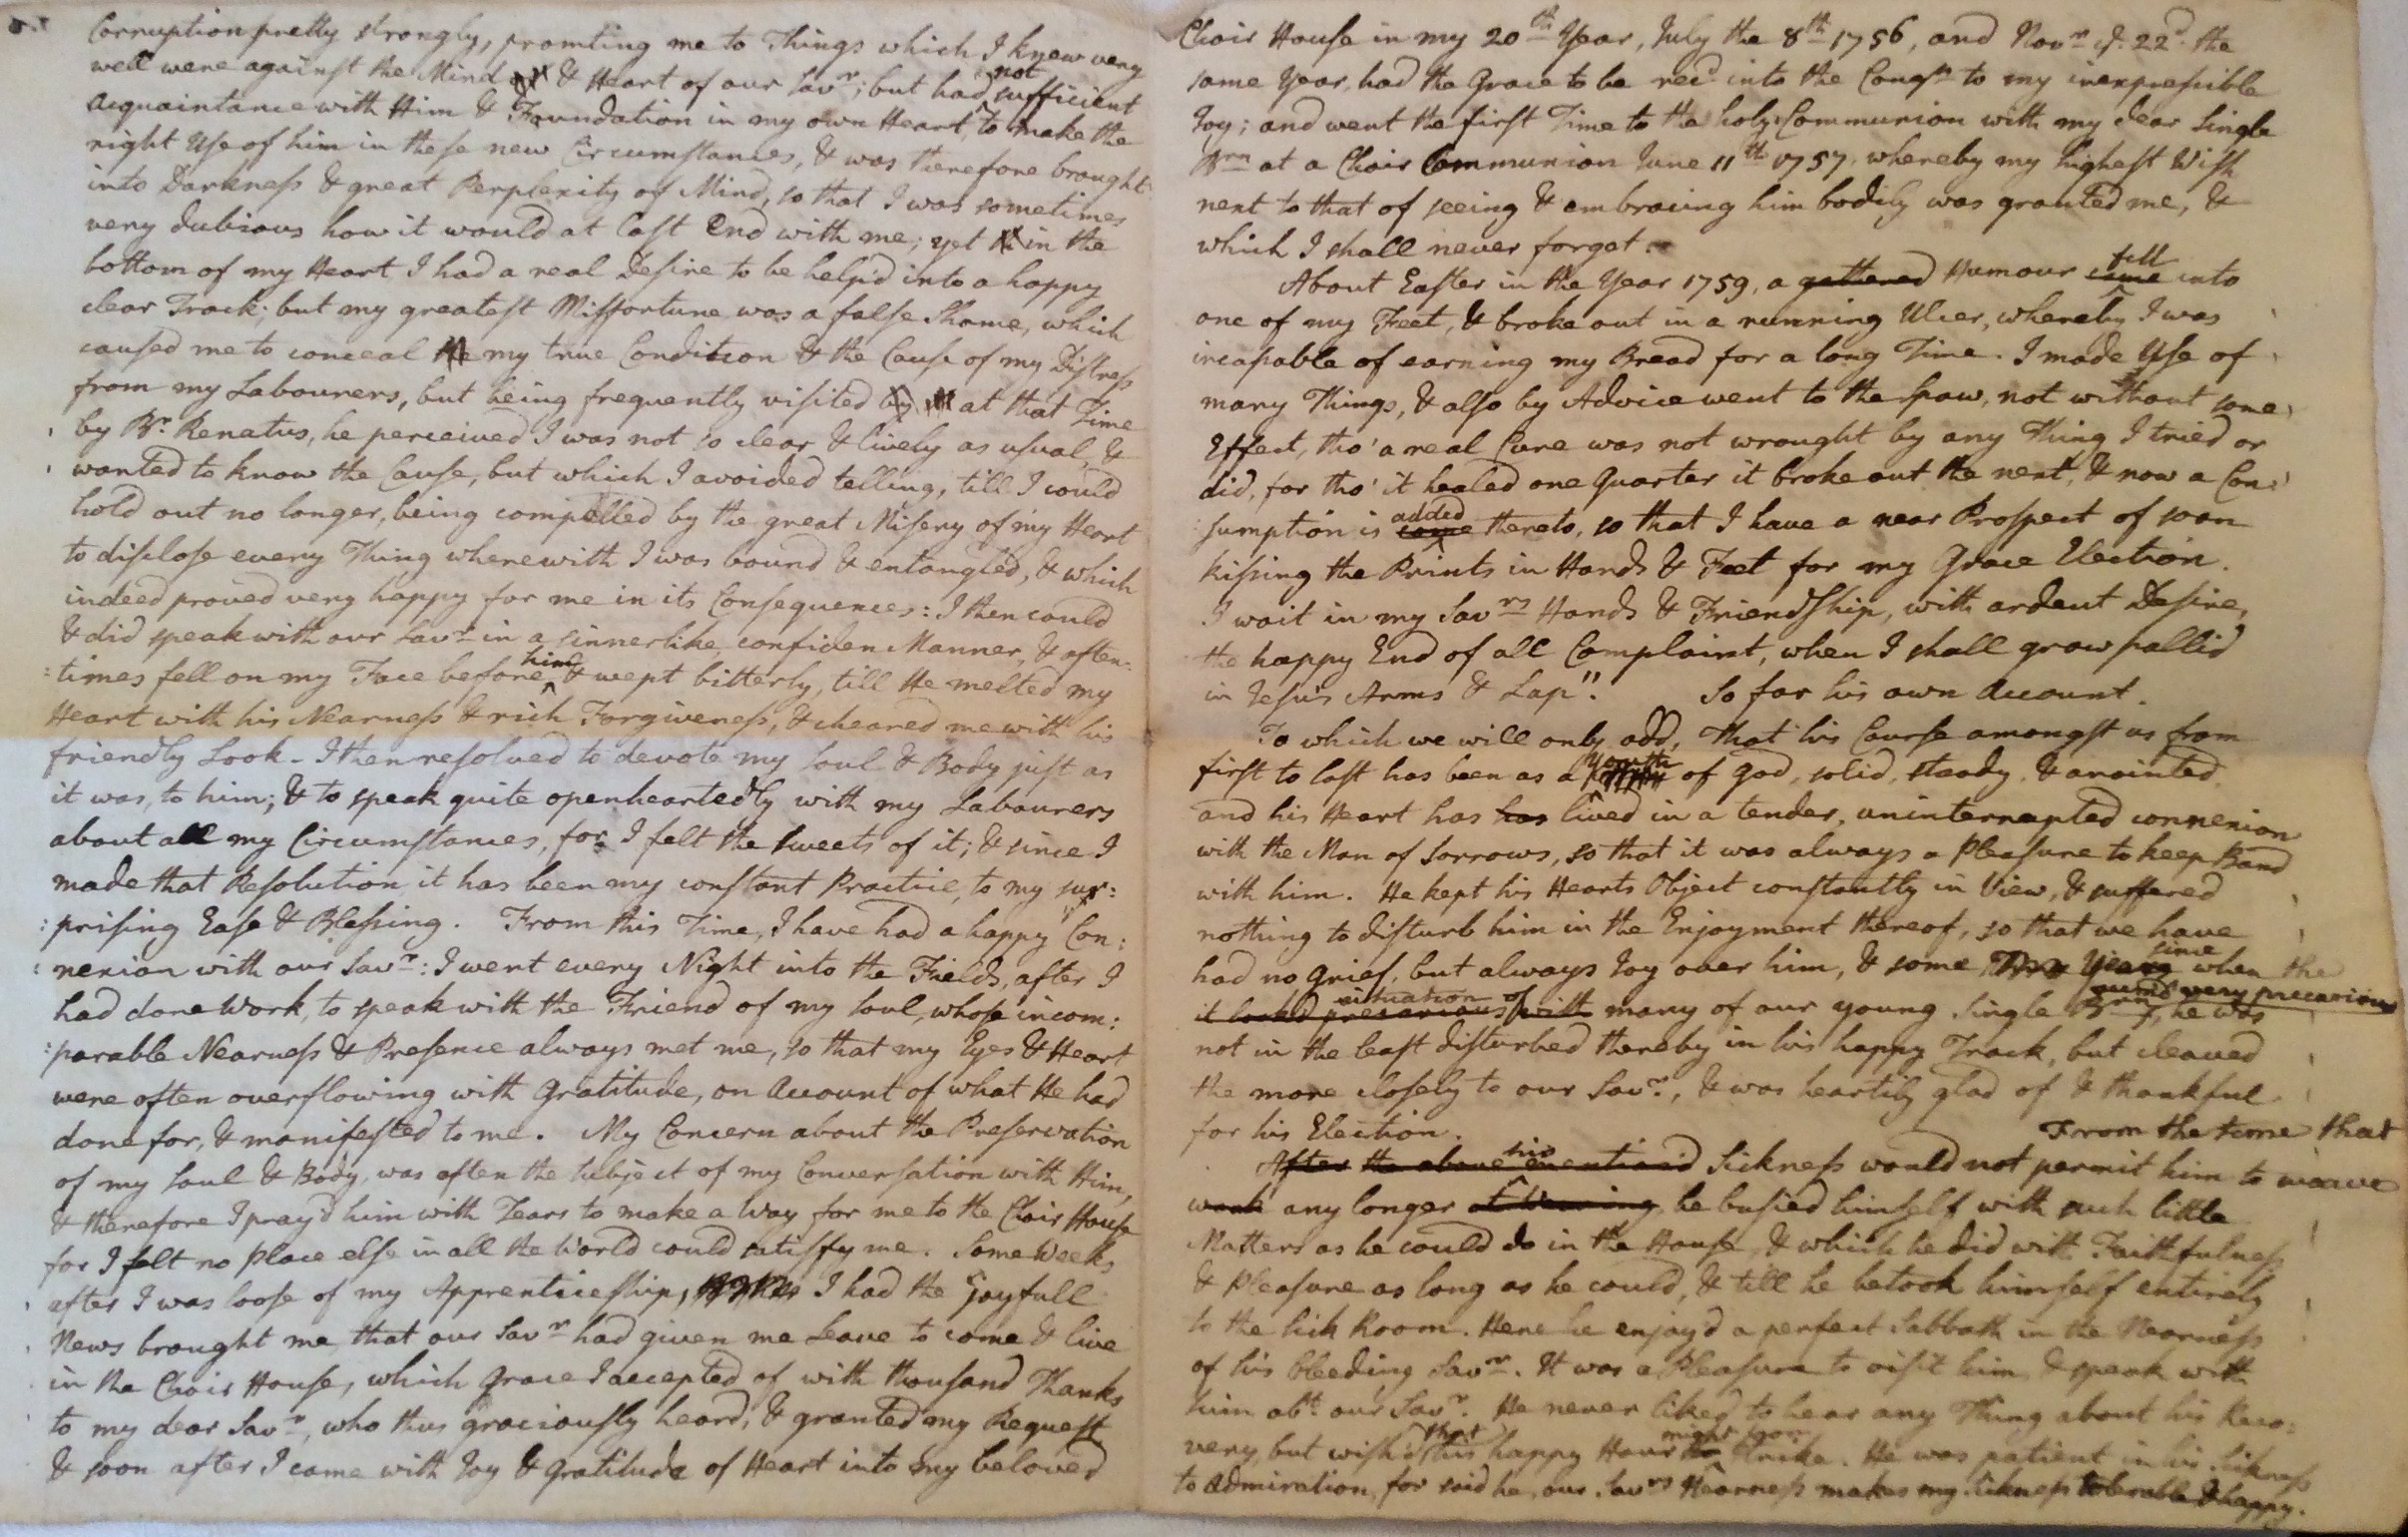 Corruption pretty strongly, promting me to Things which I knew very
well were against the Mind & Heart of our Savr; but had not sufficient
acquaintance with Him & Foundation in my own Heart, to make the
right Use of him in these new Circumstances, & was therefore brought
into Darkness & great Perplexity of Mind, so that I was sometimes
very dubious how it would at last End with me; yet in the
bottom of my Heart I had a real Desire to be help'd into a happy
clear Track; but my greatest Missfortune was a false Shame, which
caused me to conceal my true Condition & the Cause of my Distress
from my Labourers, but being frequently visited by at that Time
by Br. Renatus, he perceived I was not so clear & lively as usual, &
wanted to know the Cause, but which I avoided telling, till I could
hold out no longer, being compelled by the great Misery of my Heart
to disclose every Thing wherewith I was bound & entangled, & which
indeed proved very happy for me in its Consequences: I then could
& did speak with our Savr in a sinnerlike, confiden Manner, & often:
:times fell on my Face before him & wept bitterly, till He melted my
Heart with his Nearness & rich Forgiveness, & cheared me with his
friendly Look. I then resolved to devote my Soul & Body just as
it was, to him; & to speak quite openheartedly with my Labourers
about all my Circumstances, for I felt the Sweets of it; & since I
made that Resolution it has been my constant Practice, to my sur:
:prising Ease & Blessing. From this Time, I have had a happy Con:
:nexion with our Savr: I went every Night into the Fields, after I
had done Work, to speak with the Friend of my Soul, whose incom:
:parable Nearness & Presence always met me, so that my Eyes & Heart
were often overflowing with Gratitude, on Account of what He had
done for, & manifested to me. My Concern about the Preservation
of my Soul & Body, was often the Subject of my Conversation with Him,
& therefore I pray'd him with Tears to make a Way for me to the Choir House
for I felt no Place else in all the World could satisfy me. Some Weeks
after I was loose of my Apprenticeship, I had the joyfull
News brought me, that our Savr had given me Leave to come & live
in the Choir House, which Grace I accepted of with thousand Thanks
to my dear Savr, who thus graciously heard, & granted my Request
& soon after I came with Joy & Gratitude of Heart into my beloved
Choir House in my 20th Year, July the 8th 1756, and Novr ye 22d the
same Year, had the Grace to be recd into the Congn to my inexpressible
Joy; and went the first Time to the holy Communion with my dear Single
Brn at a Choir Communion June 11th 1757, whereby my highest Wish
next to that of seeing & embracing him bodily was granted me, &
which I shall never forget.
About Easter in the Year 1759, a gathered Humour came fell into
one of my Feet, & broke out in a running Ulcer, whereby I was
incapable of earning my Bread for a long Time. I made Use of
many Things, & also by Advice went to the Spaw, not without some
Effect, tho' a real Cure was not wrought by any Thing I tried or
did, for tho' it healed one Quarter it broke out the next, & now a Con:
:sumption is come added thereto, so that I have a near Prospect of soon
kissing the Prints in Hands & Feet for my Grace Election.
I wait in my Savrs Hands & Friendship, with ardent Desire,
the happy End of all Complaint, when I shall grow pallid
in Jesu's Arms & Lap". So far his own Account.
To which we will only add, That his Course amongst us from
first to last has been as a Youth of God, solid, steady, & anointed,
and his Heart has has lived in a tender, uninterrupted connexion
with the Man of Sorrows, so that it was always a Pleasure to keep Band
with him. He kept his Hearts Object constantly in View, & suffered
nothing to disturb him in the Enjoyment thereof, so that we have
had no Grief, but always Joy over him, & some Years since when the
it look'd precarious with situation of many of our young Single Brn was very precarious, he was
not in the least disturbed thereby in his happy Track, but cleaved
the more closely to our Savr., & was heartily glad of & thankful
for his Election. From the time that
After the above mention'd his Sickness would not permit him to weave
work any longer he busied himself with such little
Matters as he could do in the House, & which he did with Faithfulness
& Pleasure as long as he could, & till he betook himself entirely
to the Sick Room. Here he enjoy'd a perfect Sabbath in the Nearness
of his bleeding Savr. It was a Pleasure to visit him & speak with
him abt. our Savr. He never liked to hear any Thing about his Reco:
very, but wish'd that this happy Hour might soon strike. He was patient in his Sickness
to Admiration, for said he, our Savrs Nearness makes my Sickness tolerable & happy.